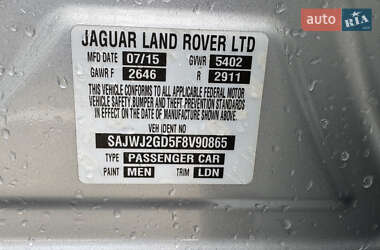 auto RIA.com
JAGUAR LAND ROVER LTD
MFD DATE 07/15 GVWR 5402
GAWR F 2646 R 2911
THIS VEHICLE CONFORMS TO ALL APPLICABLE FEDERAL MOTOR
VEHICLE SAFETY, BUMPER AND THEFT PREVENTION STANDARDS
IN EFFECT ON THE DATE OF MANUFACTURE SHOWN ABOVE.
VEH IDENT NO
SAJWJ2GD5F8V90865
TYPE PASSENGER CAR
PAINT MEN TRIM LDN